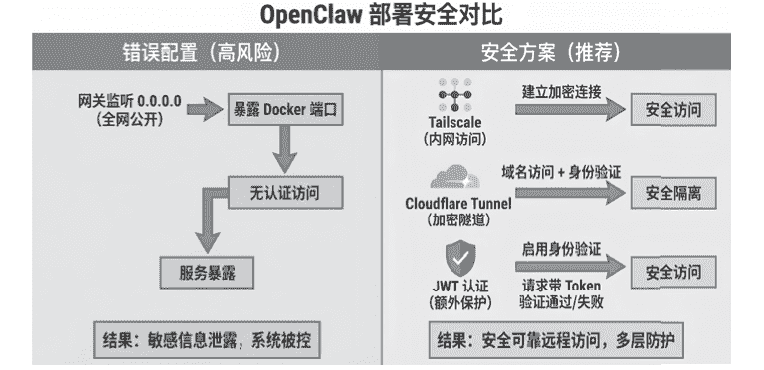 OpenClaw 部署安全对比
错误配置（高风险）
网关监听 0.0.0.0
（全网公开）
暴露 Docker 端口
无认证访问
服务暴露
结果：敏感信息泄露，系统被控
安全方案（推荐）
Tailscale
（内网访问）
建立加密连接
安全访问
Cloudflare Tunnel
（加密隧道）
域名访问 + 身份验证
安全隔离
JWT 认证
（额外保护）
启用身份验证
请求带 Token
验证通过/失败
安全访问
结果：安全可靠远程访问，多层防护